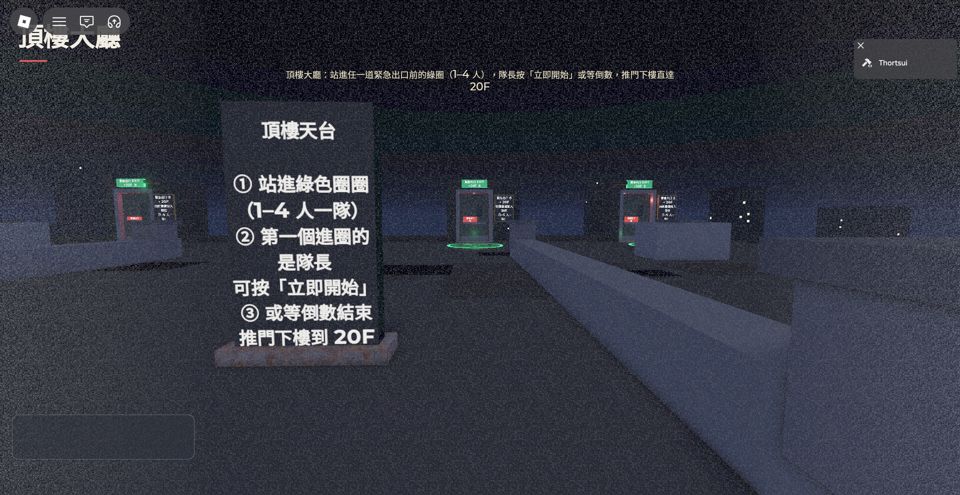 頂樓大廳
頂樓大廳：站進任一道緊急出口前的綠圈（1–4 人），隊長按「立即開始」或等倒數，推門下樓直達
20F
Thortsui
頂樓天台
① 站進綠色圈圈
（1–4 人一隊）
② 第一個進圈的
是隊長
可按「立即開始」
③ 或等倒數結束
推門下樓到 20F